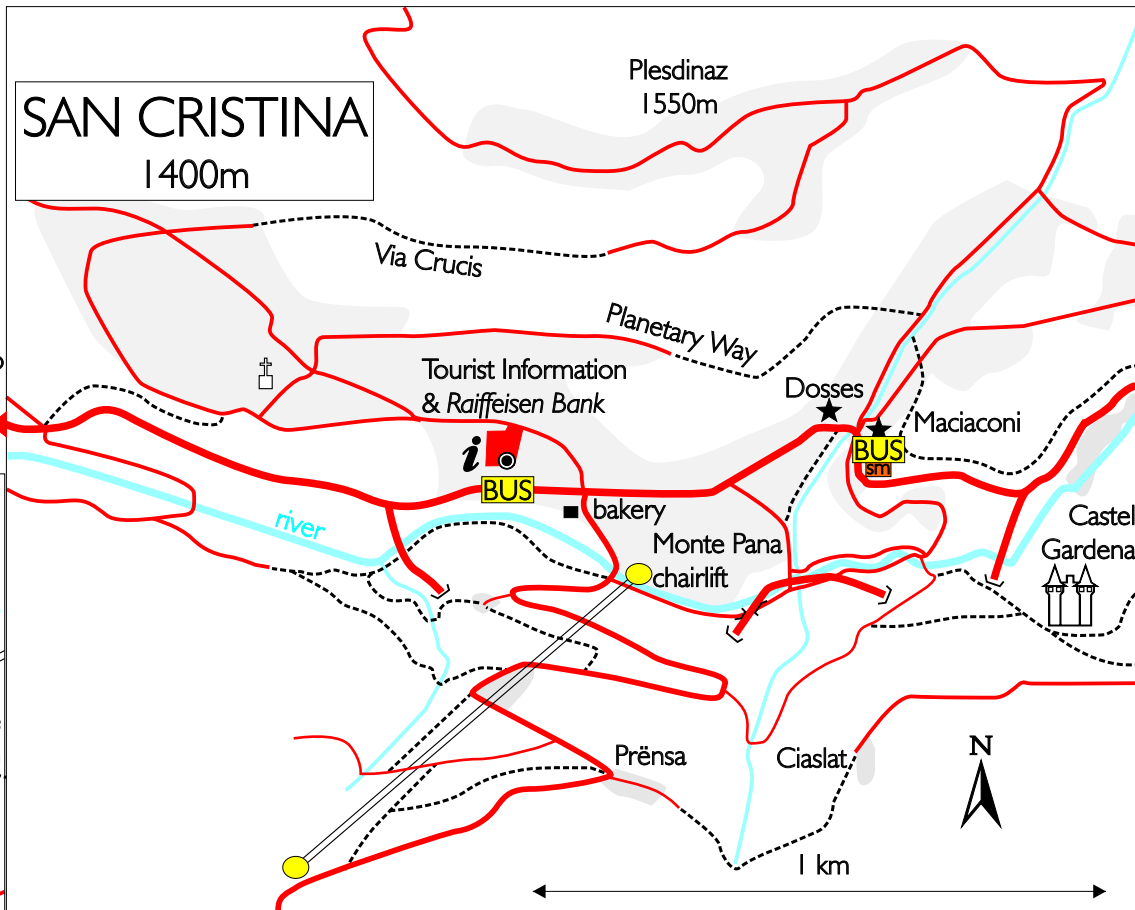 SAN CRISTINA
1400m
Plesdinaz
1550m
Via Crucis
Planetary Way
Tourist Information
& Raiffeisen Bank
Dosses
Maciaconi
i
BUS
sm
BUS
bakery
river
Monte Pana
chairlift
Castel
Gardena
Prënsa
Ciaslat
N
1 km